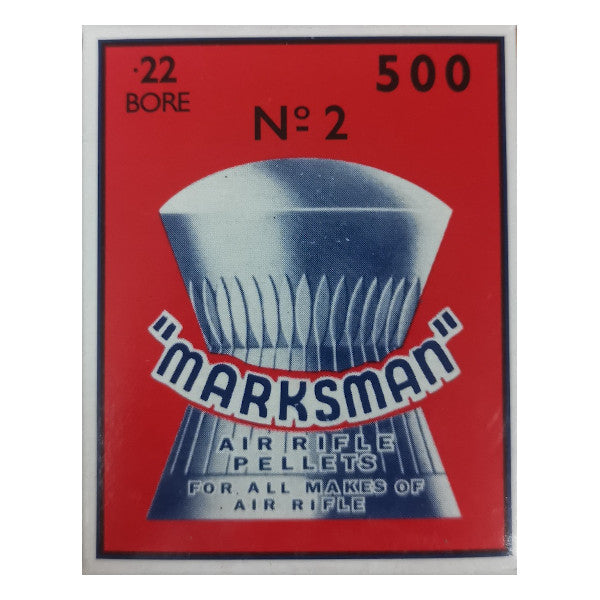 .22
BORE
500
Nº 2
"MARKSMAN"
AIR RIFLE
PELLETS
FOR ALL MAKES OF
AIR RIFLE